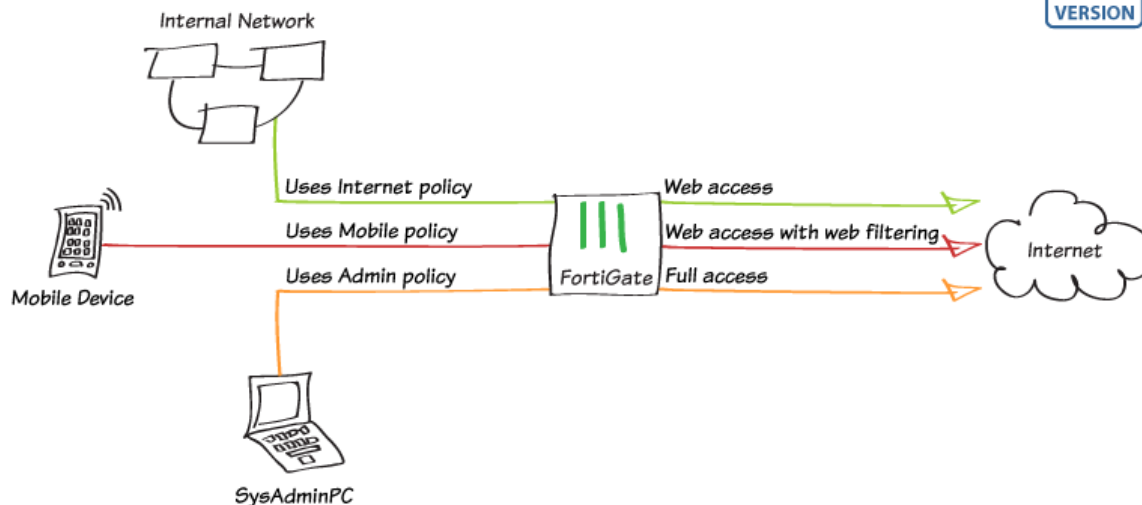 VERSION
Internal Network
Uses Internet policy
Web access
Uses Mobile policy
Web access with web filtering
Internet
Uses Admin policy
FortiGate
Full access
Mobile Device
SysAdminPC